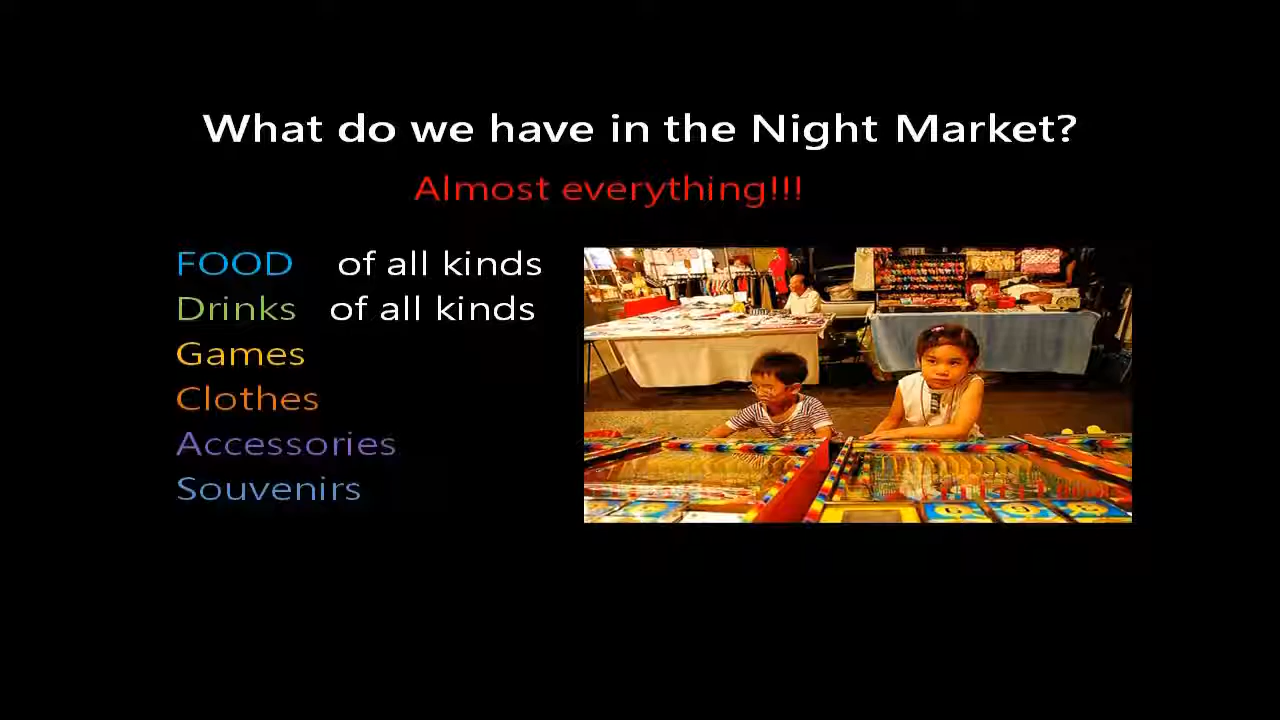 What do we have in the Night Market?
Almost everything!!!
FOOD of all kinds
Drinks of all kinds
Games
Clothes
Accessories
Souvenirs